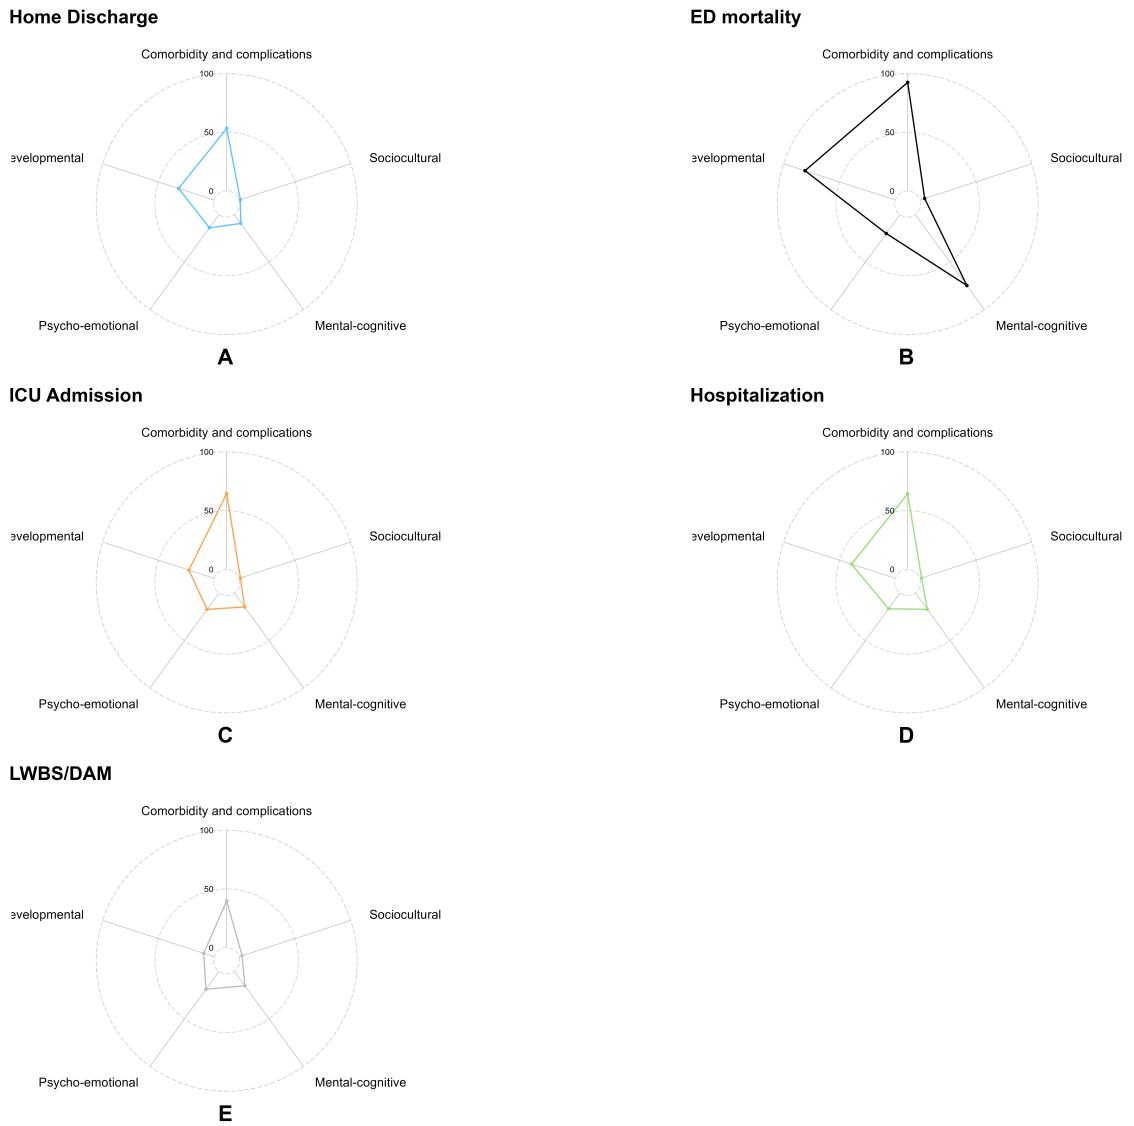 Home Discharge
Comorbidity and complications
100
50
0
evelopmental
Sociocultural
Psycho-emotional
Mental-cognitive
A
ED mortality
Comorbidity and complications
100
50
0
evelopmental
Sociocultural
Psycho-emotional
Mental-cognitive
B
ICU Admission
Comorbidity and complications
100
50
0
evelopmental
Sociocultural
Psycho-emotional
Mental-cognitive
C
Hospitalization
Comorbidity and complications
100
50
0
evelopmental
Sociocultural
Psycho-emotional
Mental-cognitive
D
LWBS/DAM
Comorbidity and complications
100
50
0
evelopmental
Sociocultural
Psycho-emotional
Mental-cognitive
E